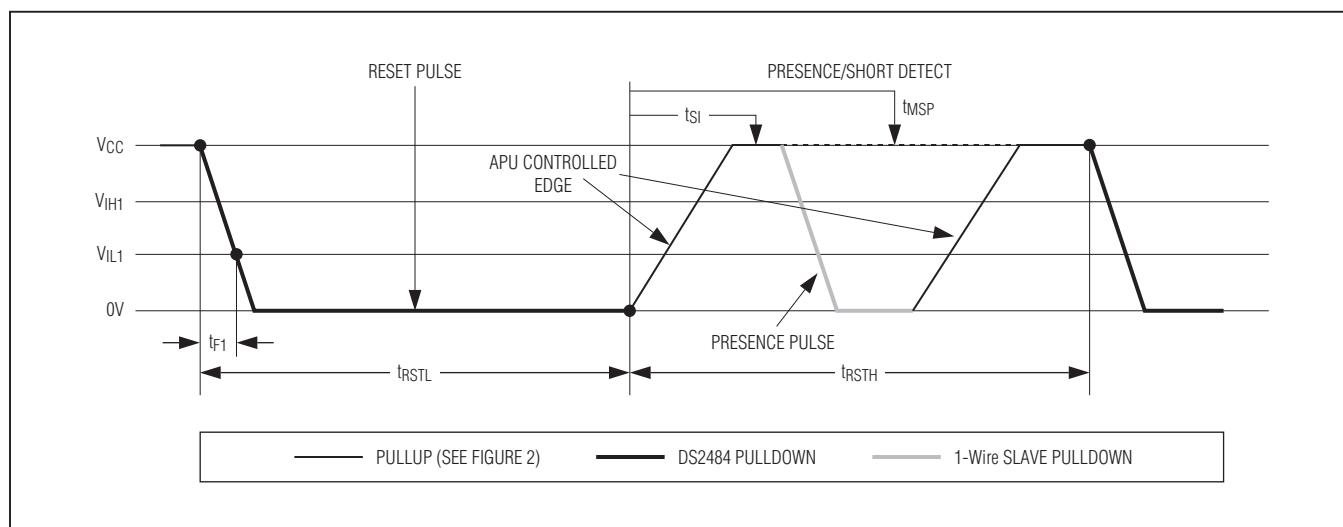 RESET PULSE
PRESENCE/SHORT DETECT
tMSP
tSI
VCC
APU CONTROLLED
EDGE
VIH1
VIL1
0V
PRESENCE PULSE
tF1
tRSTL
tRSTH
PULLUP (SEE FIGURE 2)
DS2484 PULLDOWN
1-Wire SLAVE PULLDOWN